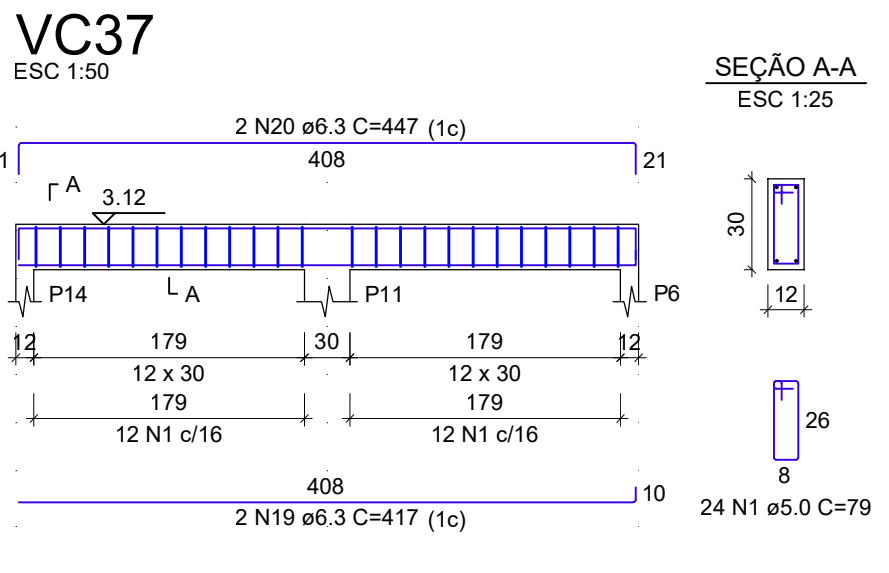 VC37
ESC 1:50
SEÇÃO A-A
ESC 1:25
2 N20 ø6.3 C=447 (1c)
1
408
21
A
3.12
30
A
P14
P11
P6
12
12
179
30
179
12
12 x 30
12 x 30
179
179
12 N1 c/16
12 N1 c/16
26
8
408
10
2 N19 ø6.3 C=417 (1c)
24 N1 ø5.0 C=79